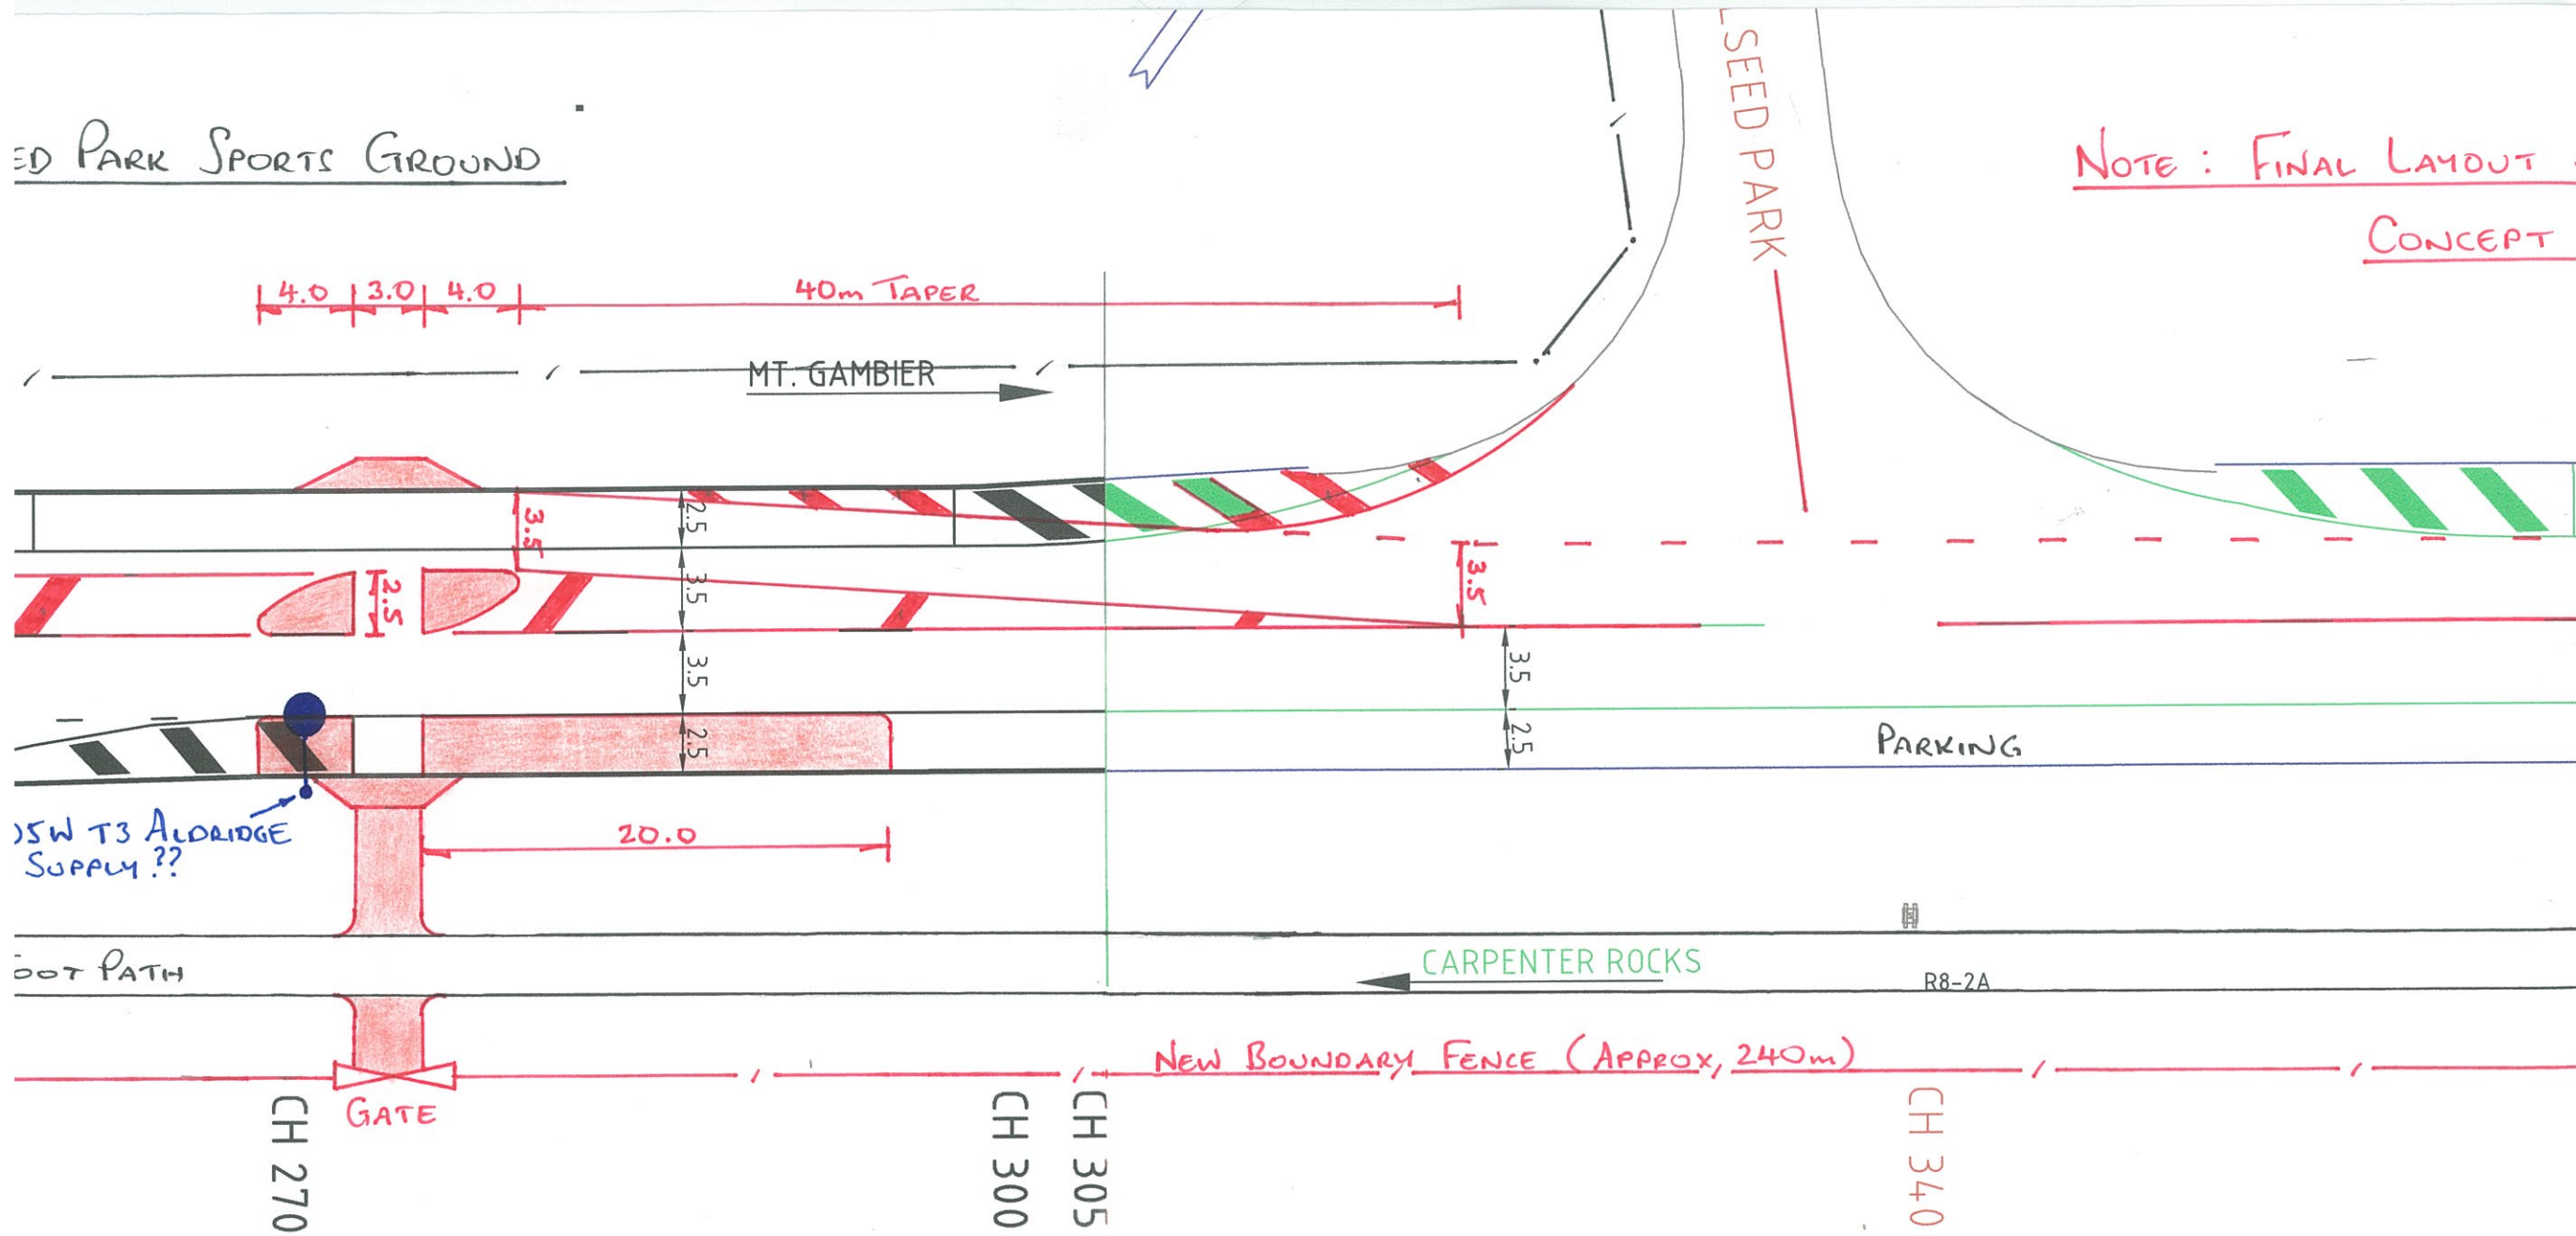 ED PARK SPORTS GROUND
LSEED PARK
NOTE : FINAL LAYOUT
CONCEPT
4.0 3.0 4.0
40m TAPER
MT. GAMBIER
3.5
2.5
2.5
3.5
3.5
3.5
3.5
2.5
2.5
PARKING
05W T3 ALDRIDGE
SUPPLY ??
20.0
OOT PATH
CARPENTER ROCKS
R8-2A
NEW BOUNDARY FENCE (APPROX, 240m)
GATE
CH 270
CH 300
CH 305
CH 340